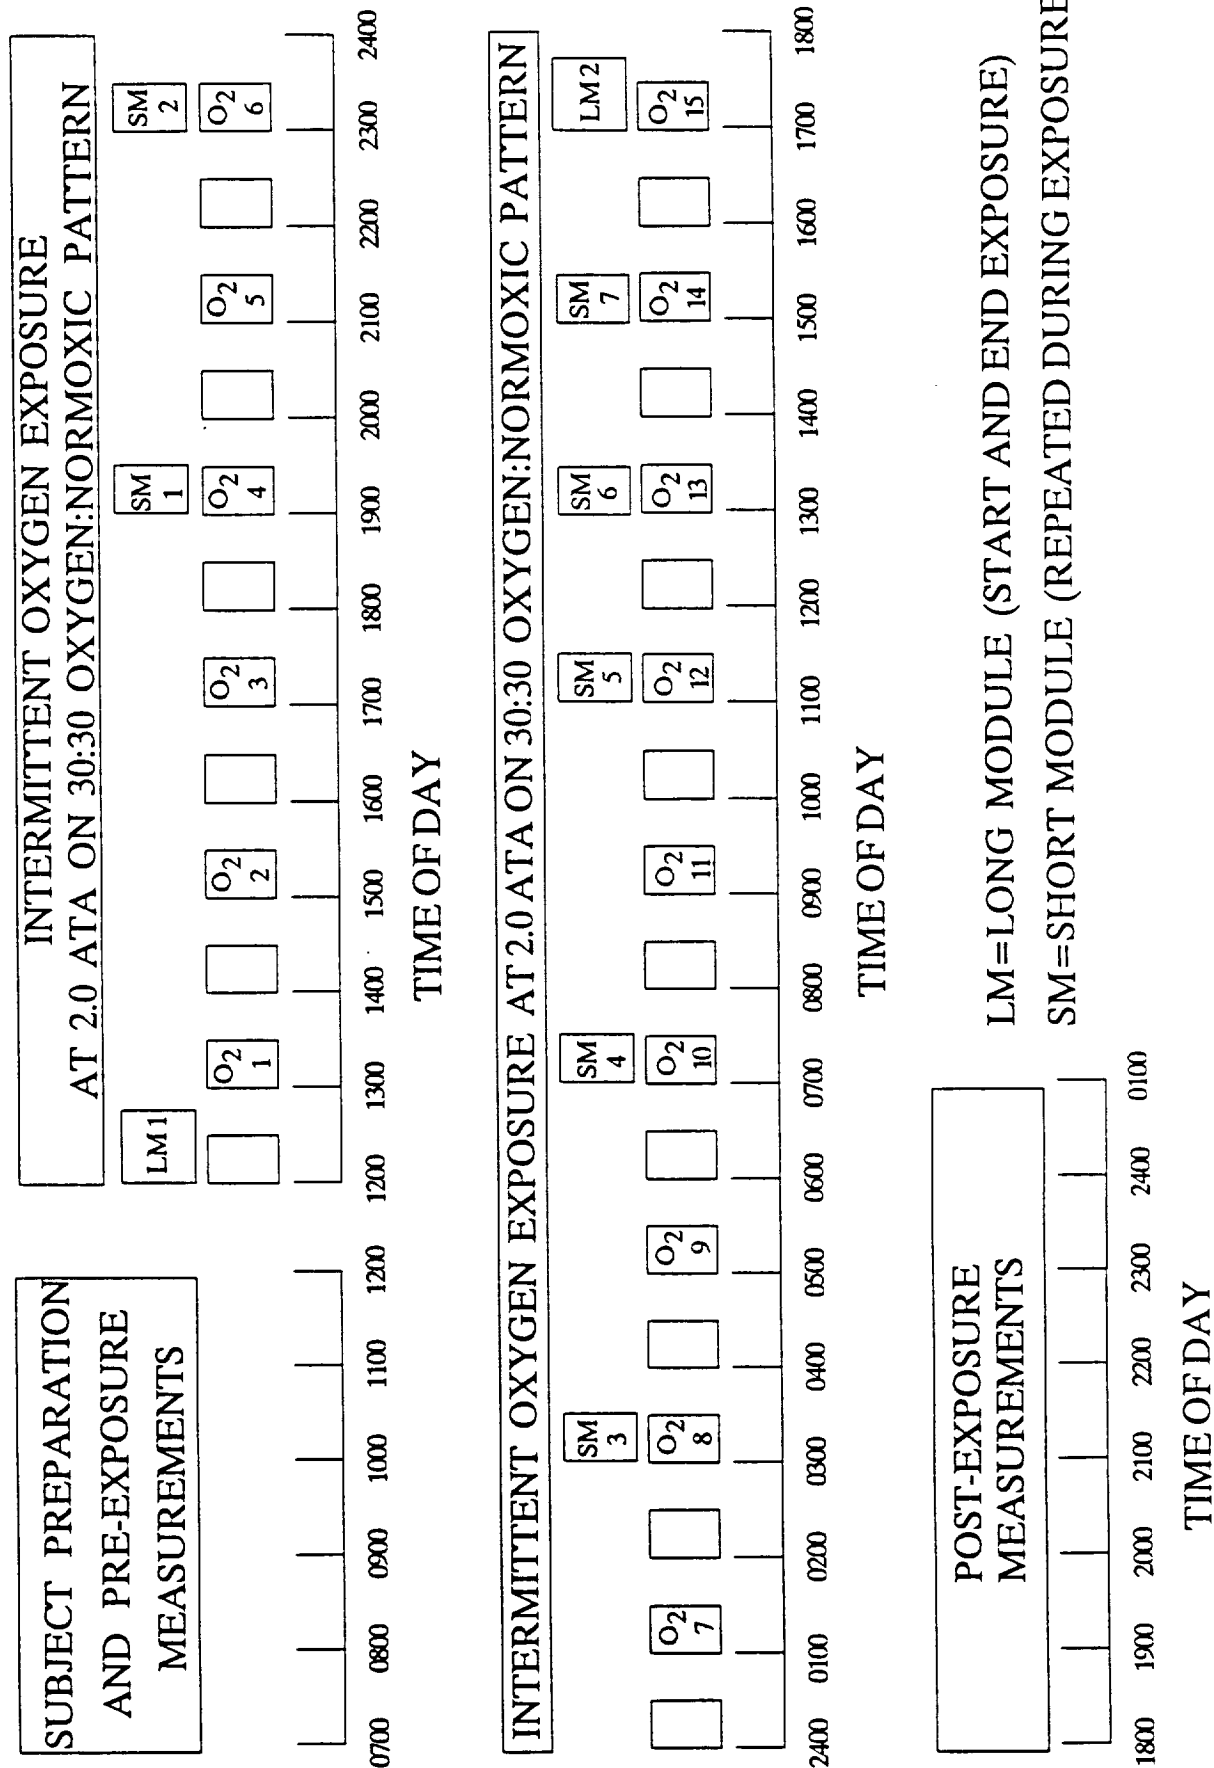 SUBJECT PREPARATION
AND PRE-EXPOSURE
MEASUREMENTS
0700 0800 0900 1000 1100 1200
INTERMITTENT OXYGEN EXPOSURE
AT 2.0 ATA ON 30:30 OXYGEN:NORMOXIC PATTERN
LM 1
SM 1
SM 2
O2 1
O2 2
O2 3
O2 4
O2 5
O2 6
1200 1300 1400 1500 1600 1700 1800 1900 2000 2100 2200 2300 2400
TIME OF DAY
INTERMITTENT OXYGEN EXPOSURE AT 2.0 ATA ON 30:30 OXYGEN:NORMOXIC PATTERN
SM 3
SM 4
SM 5
SM 6
SM 7
LM 2
O2 7
O2 8
O2 9
O2 10
O2 11
O2 12
O2 13
O2 14
O2 15
2400 0100 0200 0300 0400 0500 0600 0700 0800 0900 1000 1100 1200 1300 1400 1500 1600 1700 1800
TIME OF DAY
POST-EXPOSURE
MEASUREMENTS
1800 1900 2000 2100 2200 2300 2400 0100
TIME OF DAY
LM=LONG MODULE (START AND END EXPOSURE)
SM=SHORT MODULE (REPEATED DURING EXPOSURE